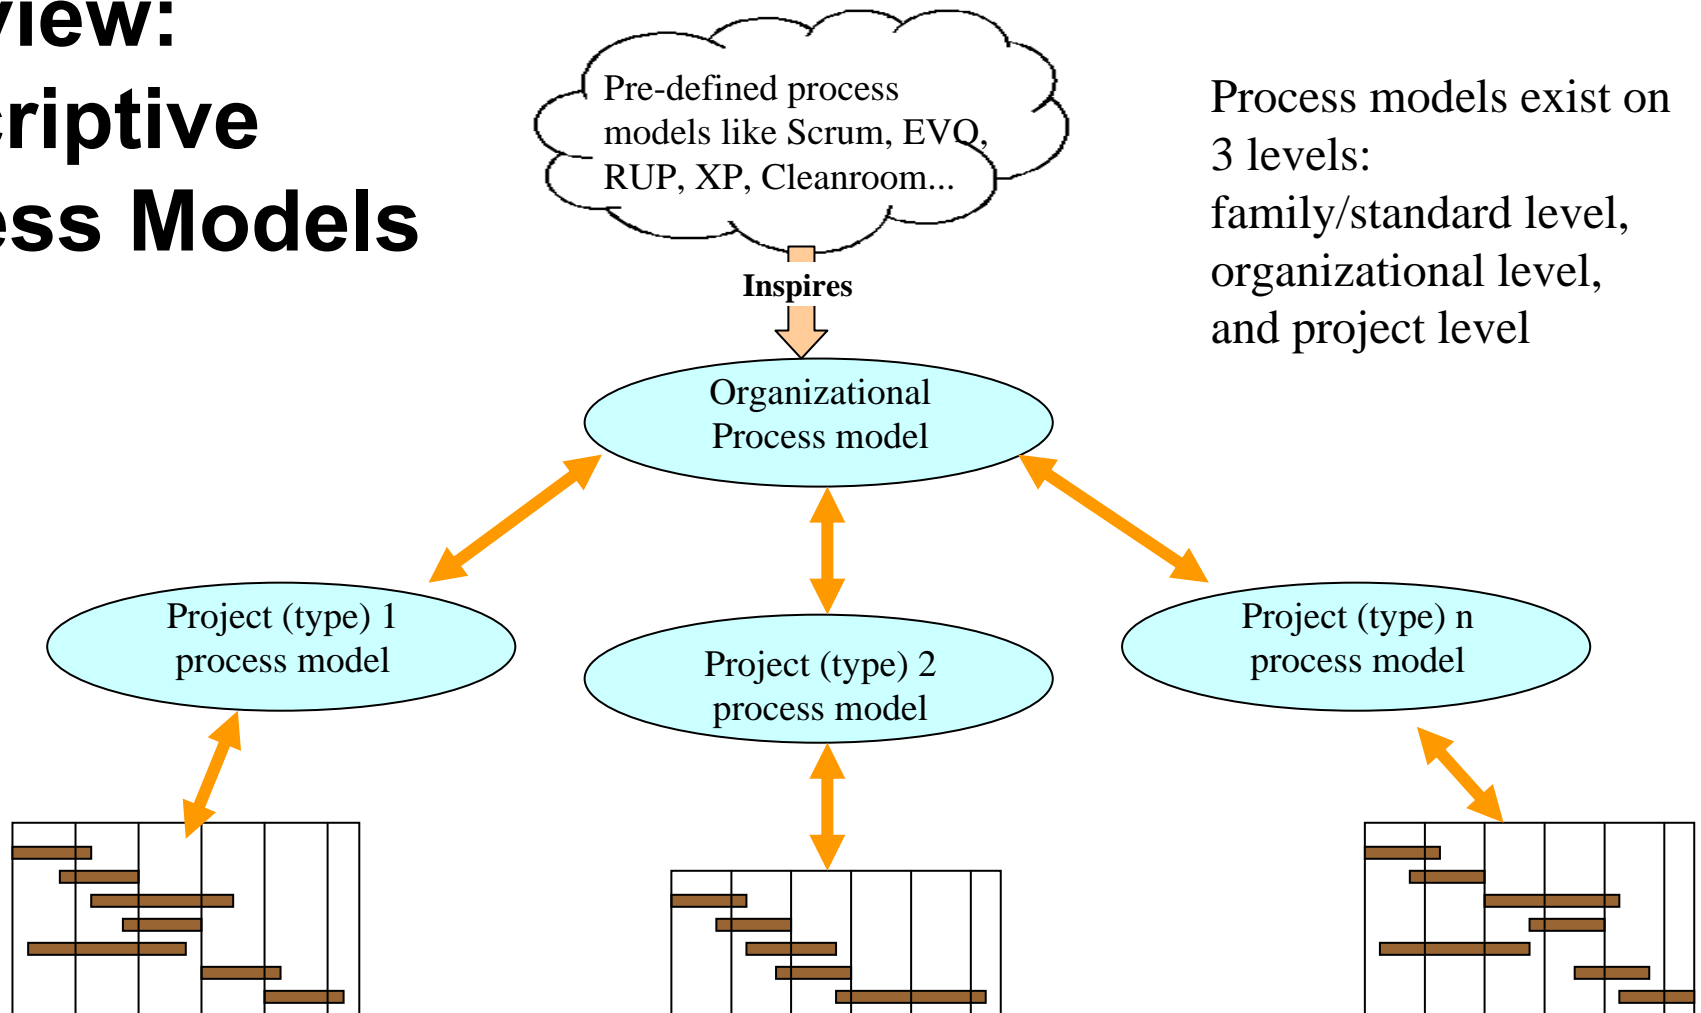 view:
criptive
ess Models
Pre-defined process
models like Scrum, EVO,
RUP, XP, Cleanroom...
Process models exist on
3 levels:
family/standard level,
organizational level,
and project level
Inspires
Organizational
Process model
Project (type) 1
process model
Project (type) 2
process model
Project (type) n
process model